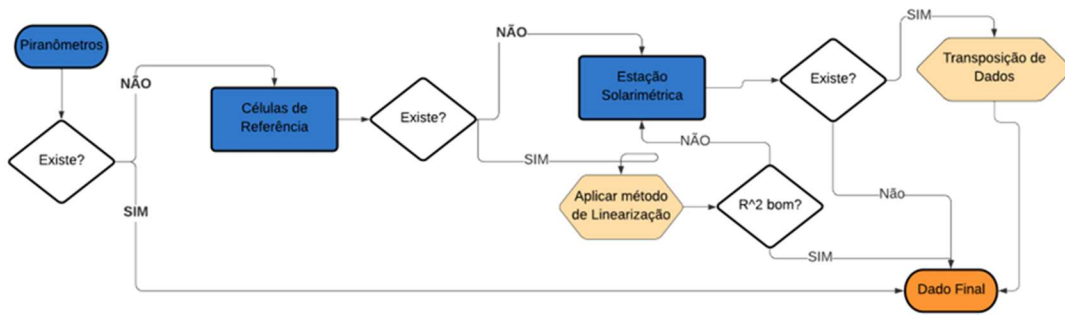 Piranômetros
Existe?
NÃO
SIM
Células de
Referência
Existe?
NÃO
SIM
Estação
Solarimétrica
Aplicar método
de Linearização
R^2 bom?
NÃO
SIM
Existe?
SIM
Não
Transposição de
Dados
Dado Final